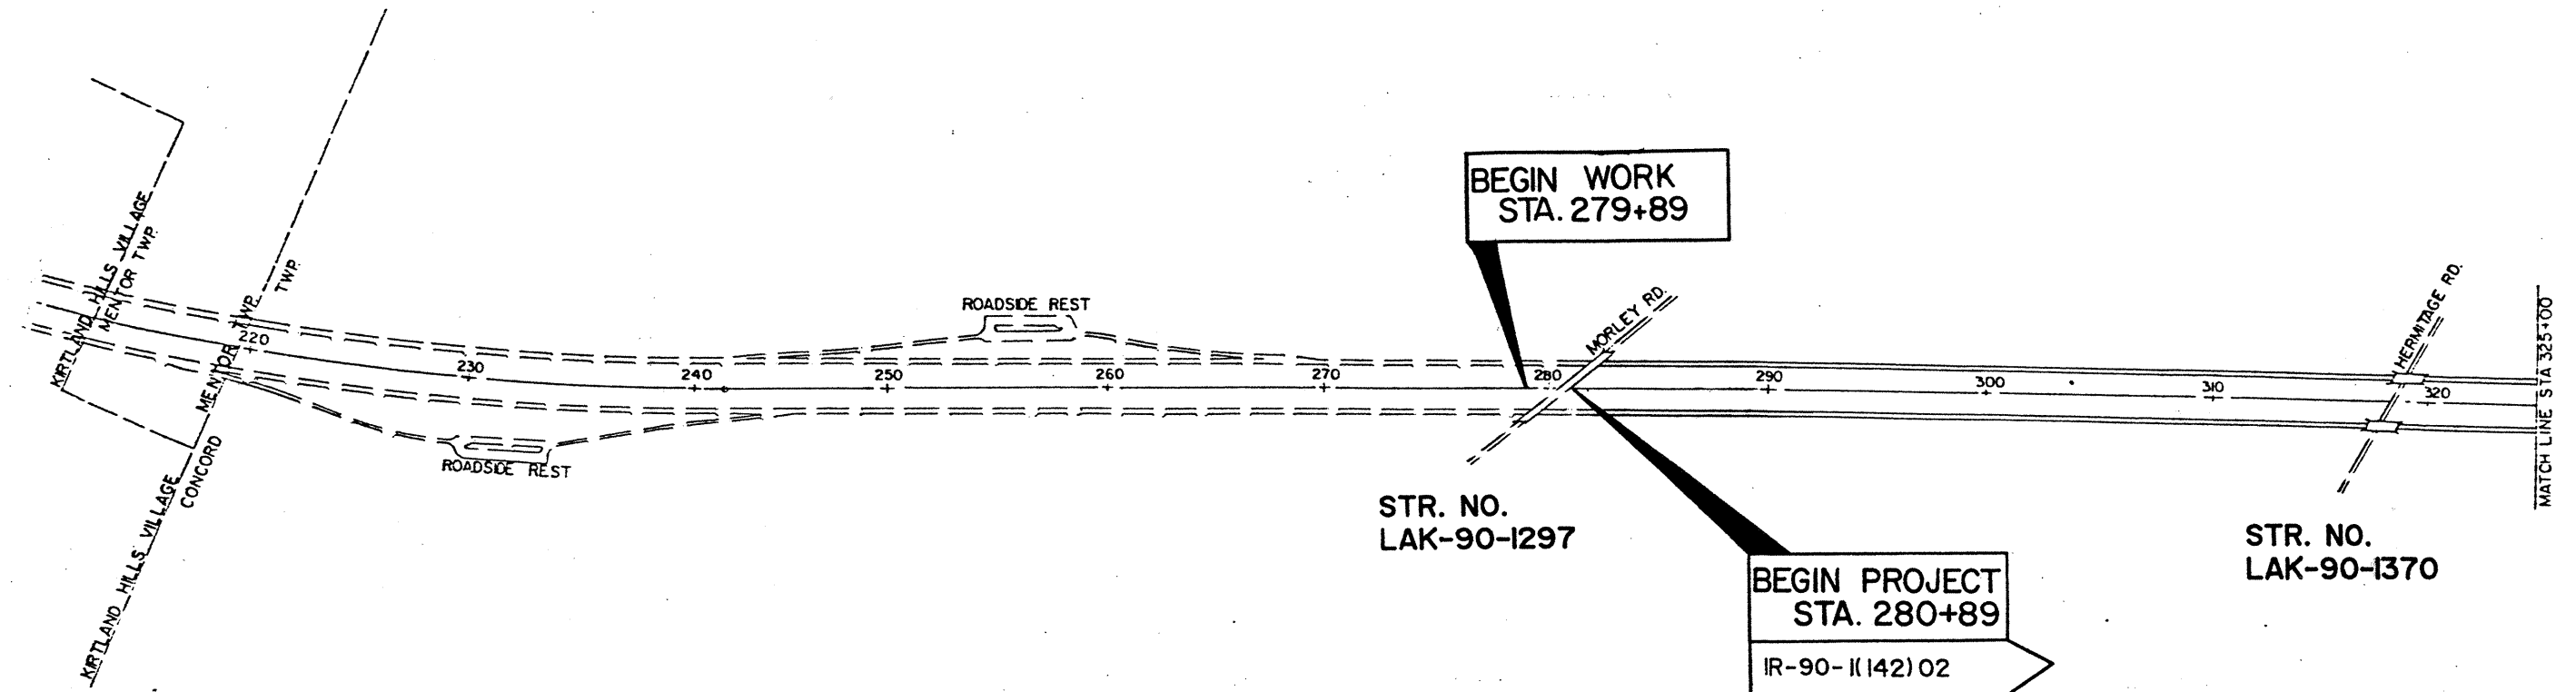 KIRTLAND HILLS VILLAGE
MENTOR TWP.
MENTOR TWP.
CONCORD TWP.
KIRTLAND HILLS VILLAGE
220
230
240
250
260
270
280
290
300
310
320
ROADSIDE REST
ROADSIDE REST
BEGIN WORK
STA. 279+89
MORLEY RD.
HERMITAGE RD.
MATCH LINE STA 325+00
STR. NO.
LAK-90-1297
BEGIN PROJECT
STA. 280+89
IR-90-1(142)02
STR. NO.
LAK-90-1370